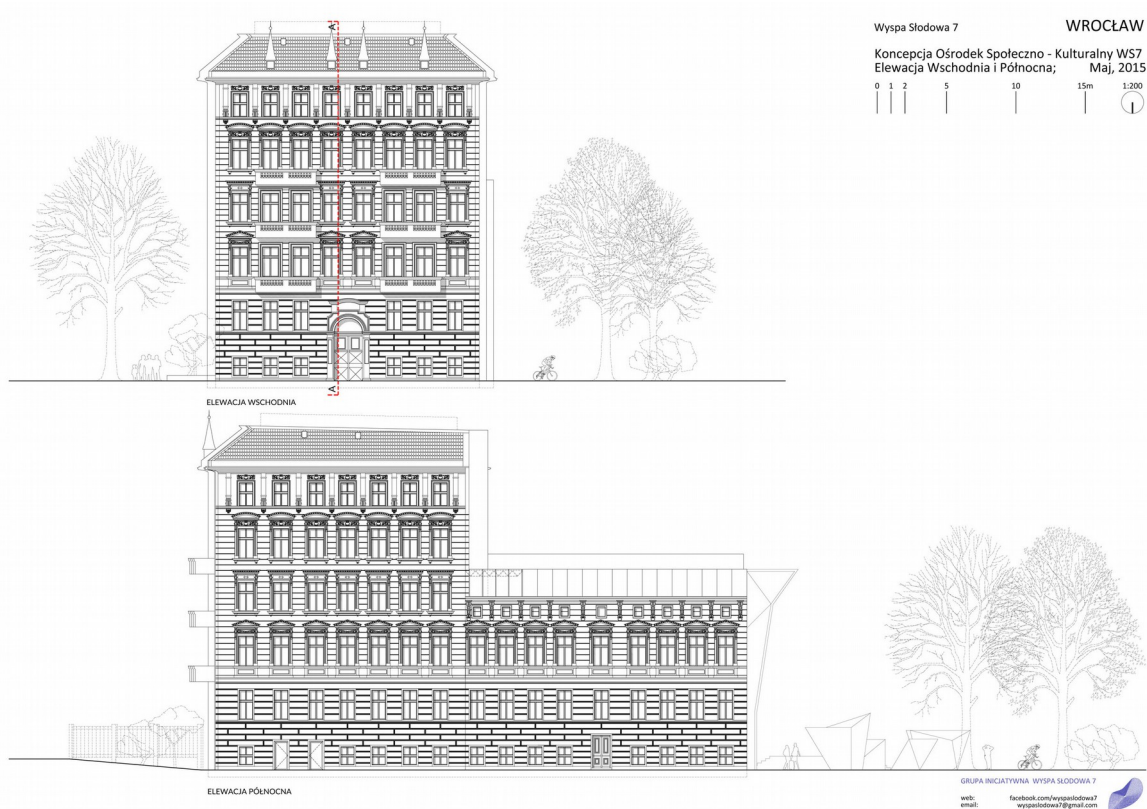 Wyspa Słodowa 7 WROCŁAW
Koncepcja Ośrodek Społeczno - Kulturalny WS7
Elewacja Wschodnia i Północna; Maj, 2015
0 1 2 5 10 15m 1:200
A
A
ELEWACJA WSCHODNIA
ELEWACJA PÓŁNOCNA
GRUPA INICJATYWNA WYSPA SŁODOWA 7
web: facebook.com/wyspaslodowa7
email: wyspaslodowa7@gmail.com